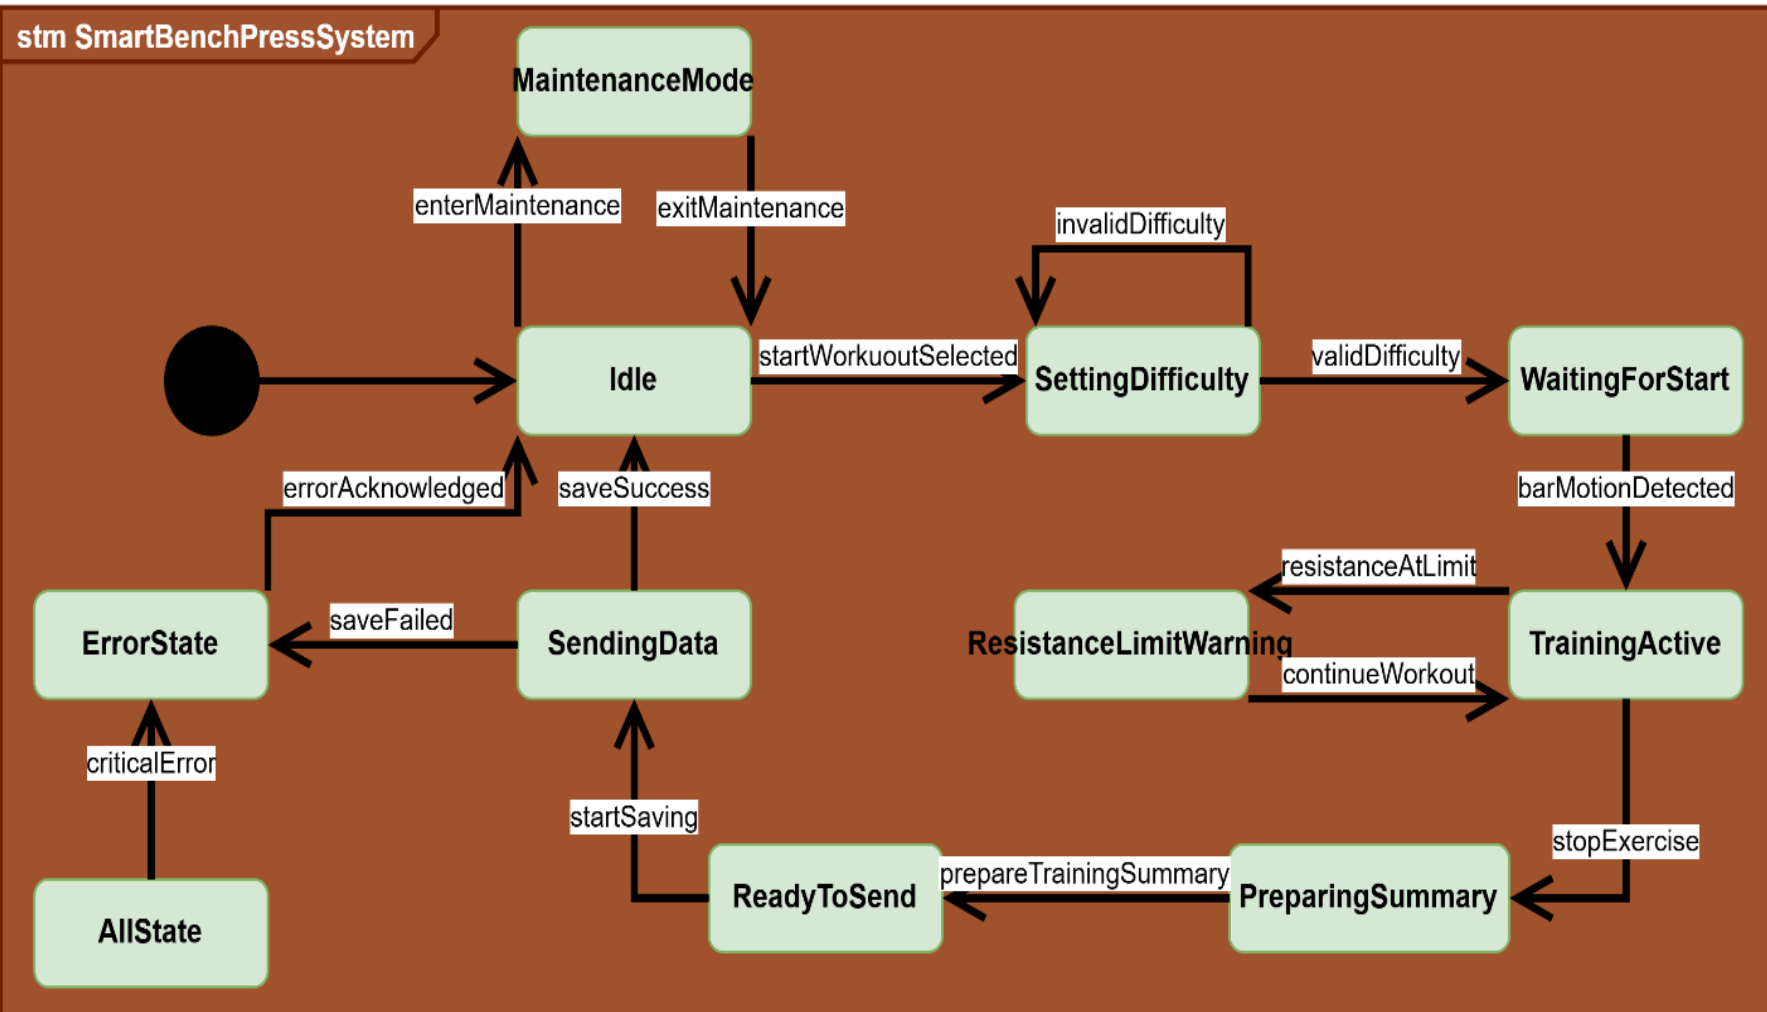 stm SmartBenchPressSystem
MaintenanceMode
enterMaintenance
exitMaintenance
invalidDifficulty
Idle
startWorkuoutSelected
SettingDifficulty
validDifficulty
WaitingForStart
errorAcknowledged
saveSuccess
barMotionDetected
resistanceAtLimit
ErrorState
saveFailed
SendingData
ResistanceLimitWarning
TrainingActive
continueWorkout
criticalError
startSaving
stopExercise
prepareTrainingSummary
ReadyToSend
PreparingSummary
AllState